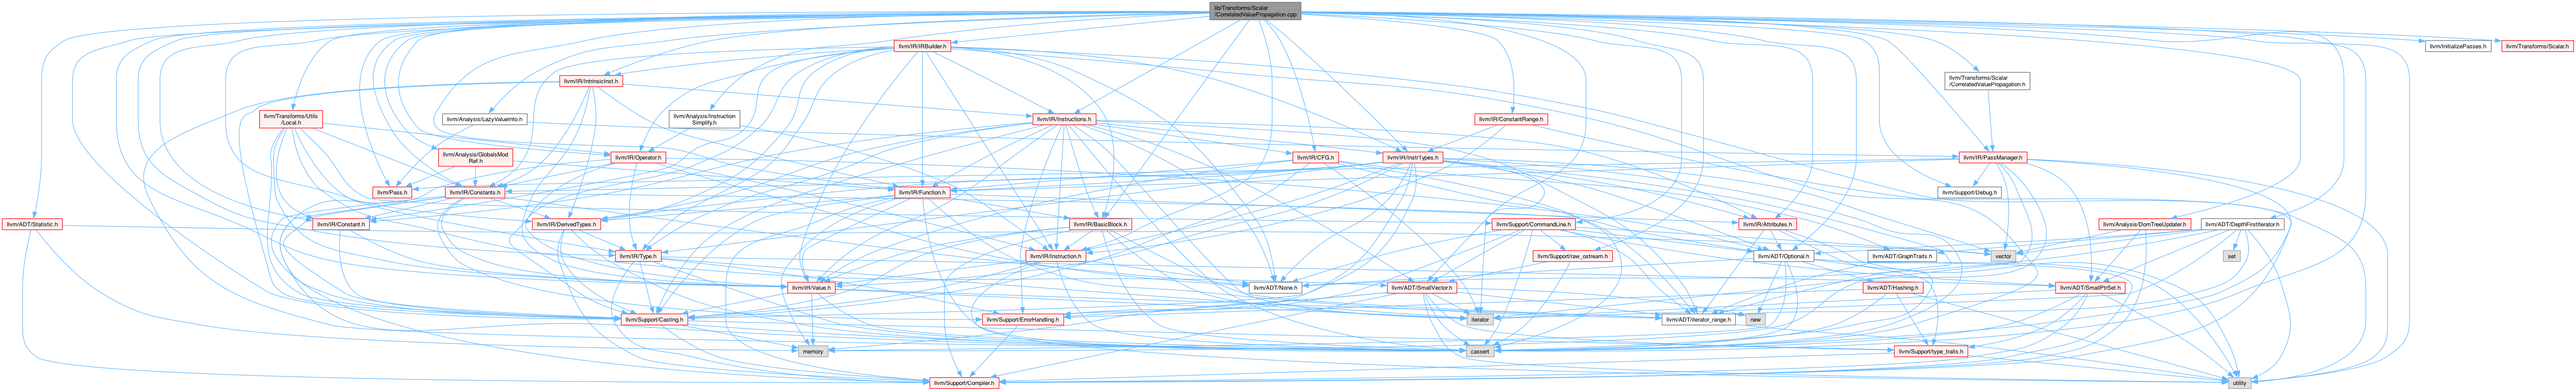 lib/Transforms/Scalar
/CorrelatedValuePropagation.cpp
llvm/IR/IRBuilder.h
llvm/InitializePasses.h
llvm/Transforms/Scalar.h
llvm/IR/IntrinsicInst.h
llvm/Transforms/Scalar
/CorrelatedValuePropagation.h
llvm/Transforms/Utils
/Local.h
llvm/Analysis/LazyValueInfo.h
llvm/Analysis/Instruction
Simplify.h
llvm/IR/Instructions.h
llvm/IR/ConstantRange.h
llvm/Analysis/GlobalsMod
Ref.h
llvm/IR/Operator.h
llvm/IR/CFG.h
llvm/IR/InstrTypes.h
llvm/IR/PassManager.h
llvm/Pass.h
llvm/IR/Constants.h
llvm/IR/Function.h
llvm/Support/Debug.h
llvm/ADT/Statistic.h
llvm/IR/Constant.h
llvm/IR/DerivedTypes.h
llvm/IR/BasicBlock.h
llvm/Support/CommandLine.h
llvm/IR/Attributes.h
llvm/Analysis/DomTreeUpdater.h
llvm/ADT/DepthFirstIterator.h
llvm/IR/Type.h
llvm/IR/Instruction.h
llvm/Support/raw_ostream.h
llvm/ADT/Optional.h
llvm/ADT/GraphTraits.h
vector
set
llvm/IR/Value.h
llvm/ADT/None.h
llvm/ADT/SmallVector.h
llvm/ADT/Hashing.h
llvm/ADT/SmallPtrSet.h
llvm/Support/Casting.h
llvm/Support/ErrorHandling.h
iterator
new
llvm/ADT/iterator_range.h
memory
cassert
llvm/Support/type_traits.h
llvm/Support/Compiler.h
utility